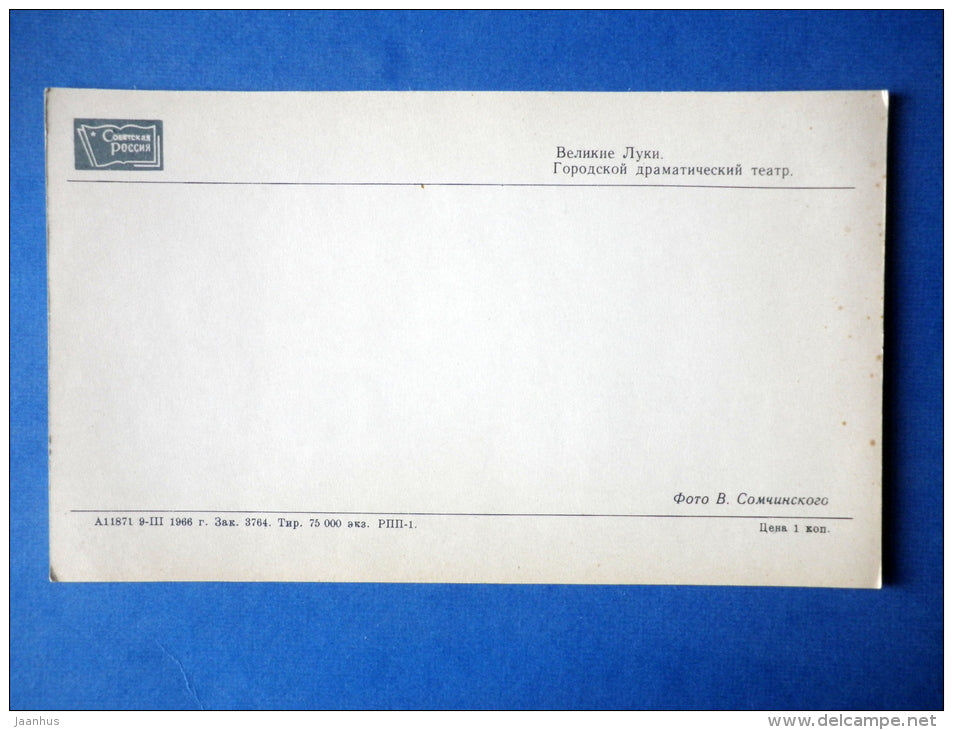 Советская
Россия
Великие Луки.
Городской драматический театр.
Фото В. Сомчинского
А11871 9-III 1966 г. Зак. 3764. Тир. 75 000 экз. РПП-1.
Цена 1 коп.
jaanhus
www.delcampe.net